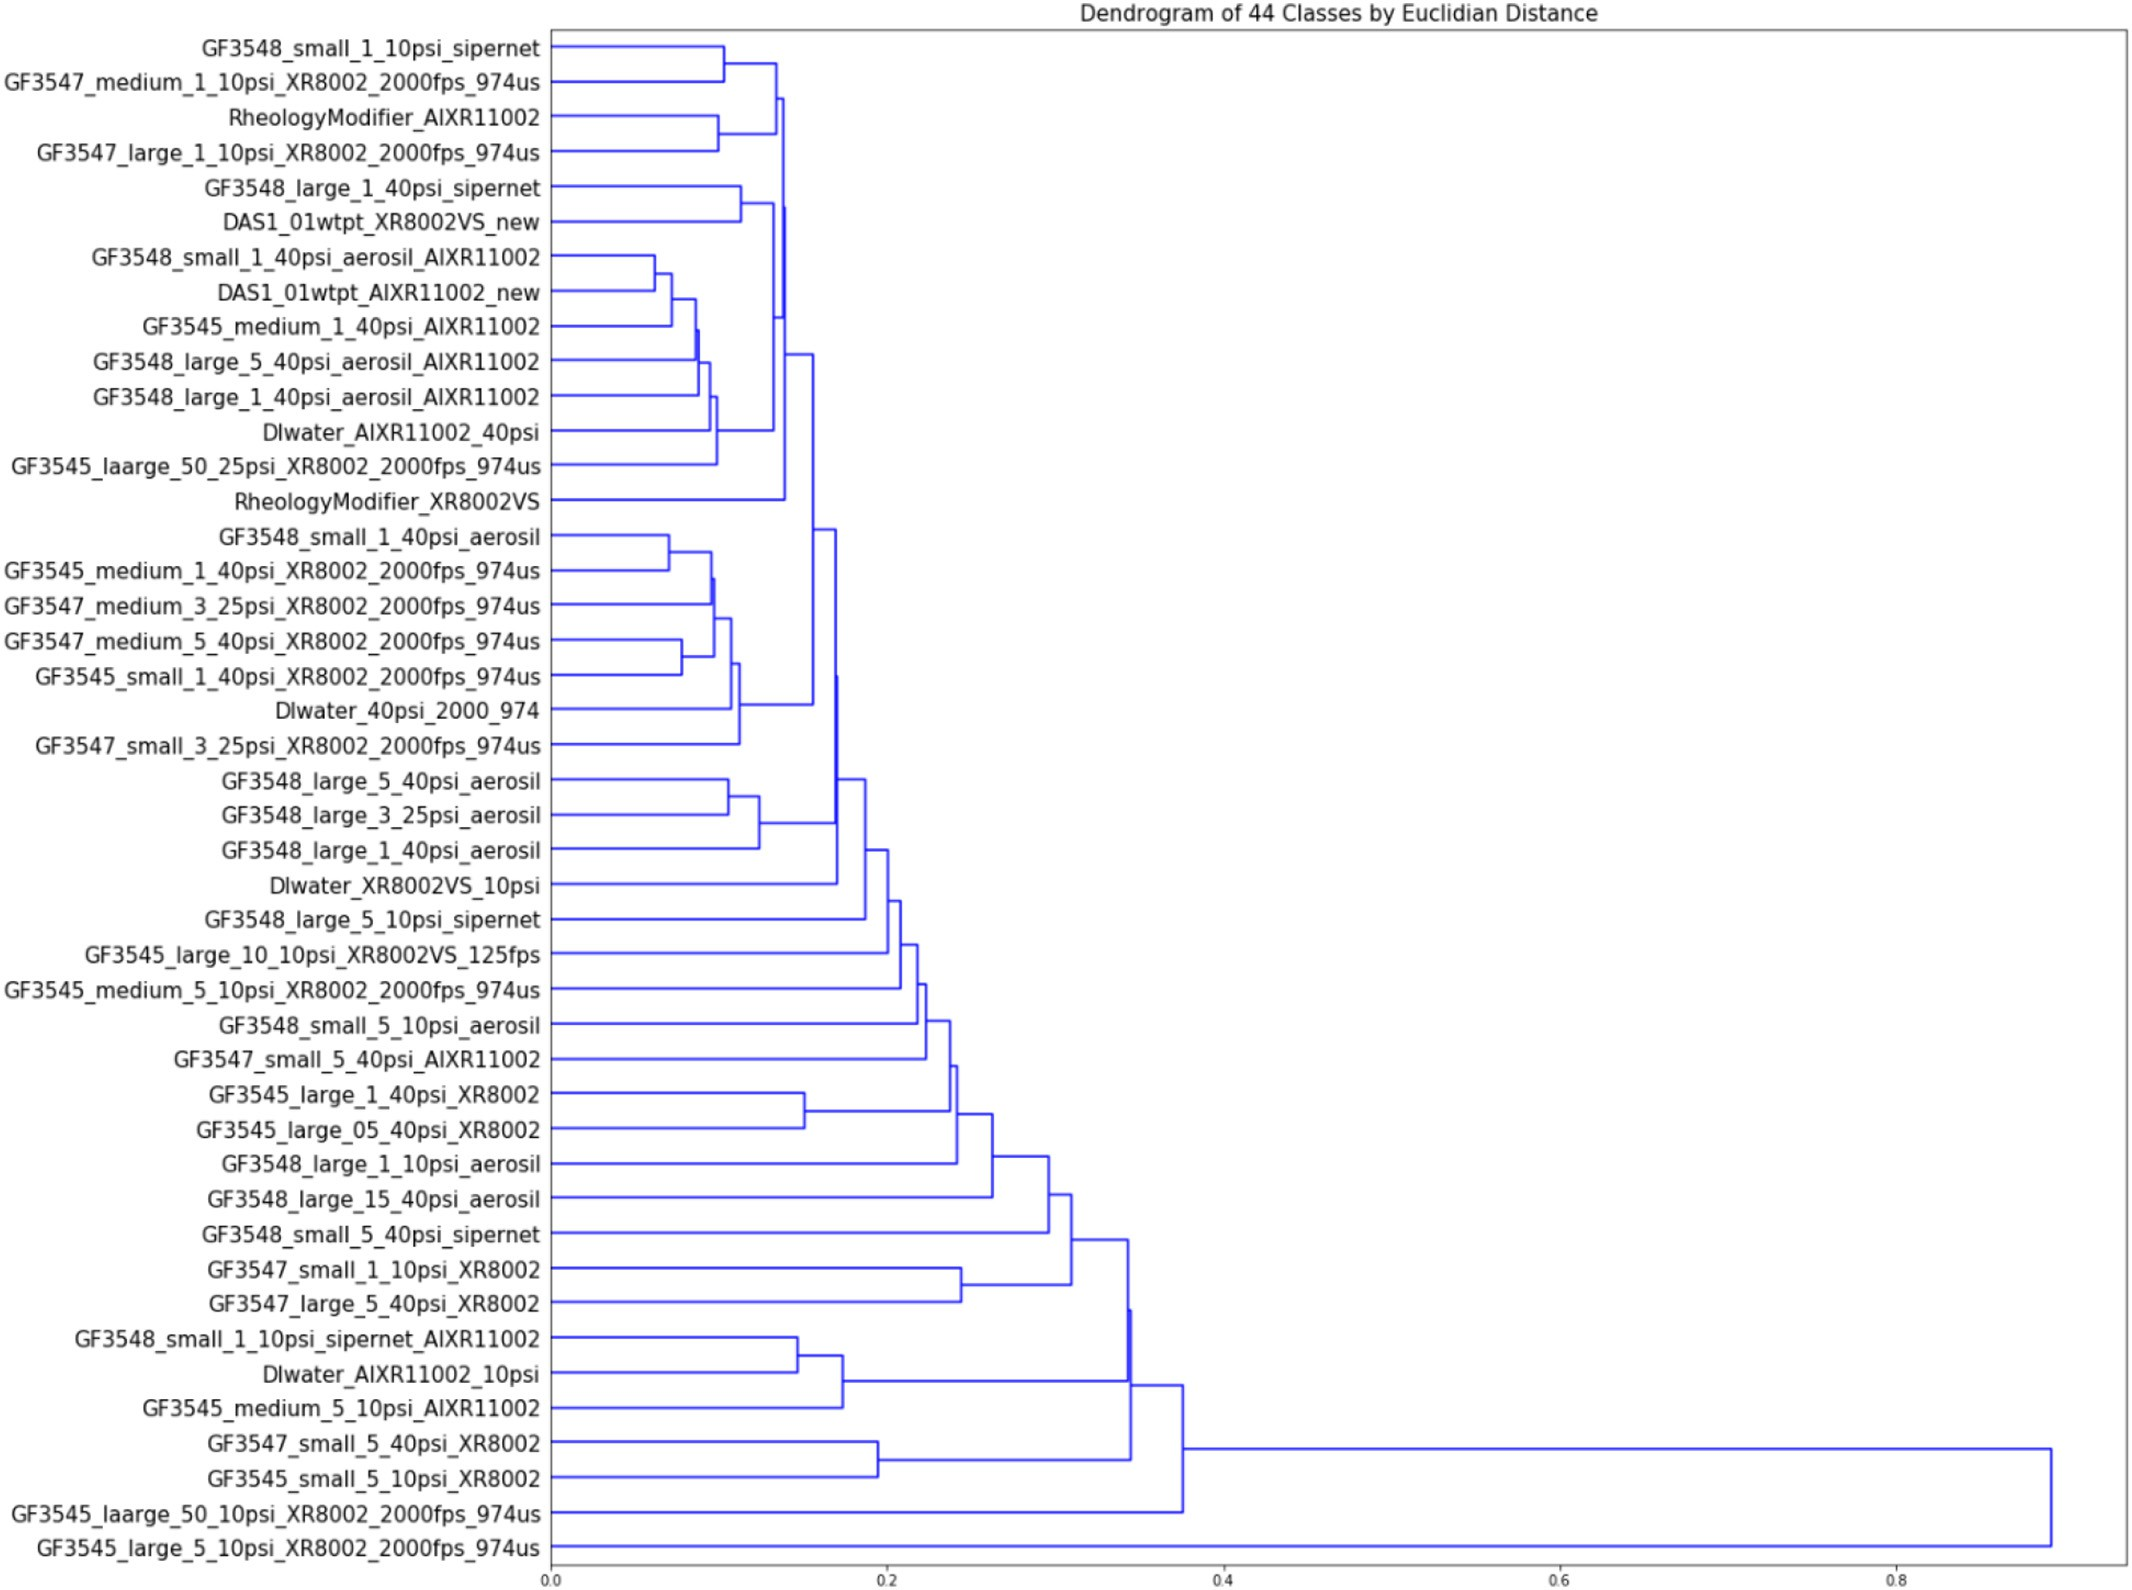 Dendrogram of 44 Classes by Euclidian Distance
GF3548_small_1_10psi_sipernet
GF3547_medium_1_10psi_XR8002_2000fps_974us
RheologyModifier_AIXR11002
GF3547_large_1_10psi_XR8002_2000fps_974us
GF3548_large_1_40psi_sipernet
DAS1_01wtpt_XR8002VS_new
GF3548_small_1_40psi_aerosil_AIXR11002
DAS1_01wtpt_AIXR11002_new
GF3545_medium_1_40psi_AIXR11002
GF3548_large_5_40psi_aerosil_AIXR11002
GF3548_large_1_40psi_aerosil_AIXR11002
DIwater_AIXR11002_40psi
GF3545_laarge_50_25psi_XR8002_2000fps_974us
RheologyModifier_XR8002VS
GF3548_small_1_40psi_aerosil
GF3545_medium_1_40psi_XR8002_2000fps_974us
GF3547_medium_3_25psi_XR8002_2000fps_974us
GF3547_medium_5_40psi_XR8002_2000fps_974us
GF3545_small_1_40psi_XR8002_2000fps_974us
DIwater_40psi_2000_974
GF3547_small_3_25psi_XR8002_2000fps_974us
GF3548_large_5_40psi_aerosil
GF3548_large_3_25psi_aerosil
GF3548_large_1_40psi_aerosil
DIwater_XR8002VS_10psi
GF3548_large_5_10psi_sipernet
GF3545_large_10_10psi_XR8002VS_125fps
GF3545_medium_5_10psi_XR8002_2000fps_974us
GF3548_small_5_10psi_aerosil
GF3547_small_5_40psi_AIXR11002
GF3545_large_1_40psi_XR8002
GF3545_large_05_40psi_XR8002
GF3548_large_1_10psi_aerosil
GF3548_large_15_40psi_aerosil
GF3548_small_5_40psi_sipernet
GF3547_small_1_10psi_XR8002
GF3547_large_5_40psi_XR8002
GF3548_small_1_10psi_sipernet_AIXR11002
DIwater_AIXR11002_10psi
GF3545_medium_5_10psi_AIXR11002
GF3547_small_5_40psi_XR8002
GF3545_small_5_10psi_XR8002
GF3545_laarge_50_10psi_XR8002_2000fps_974us
GF3545_large_5_10psi_XR8002_2000fps_974us
0.0 0.2 0.4 0.6 0.8